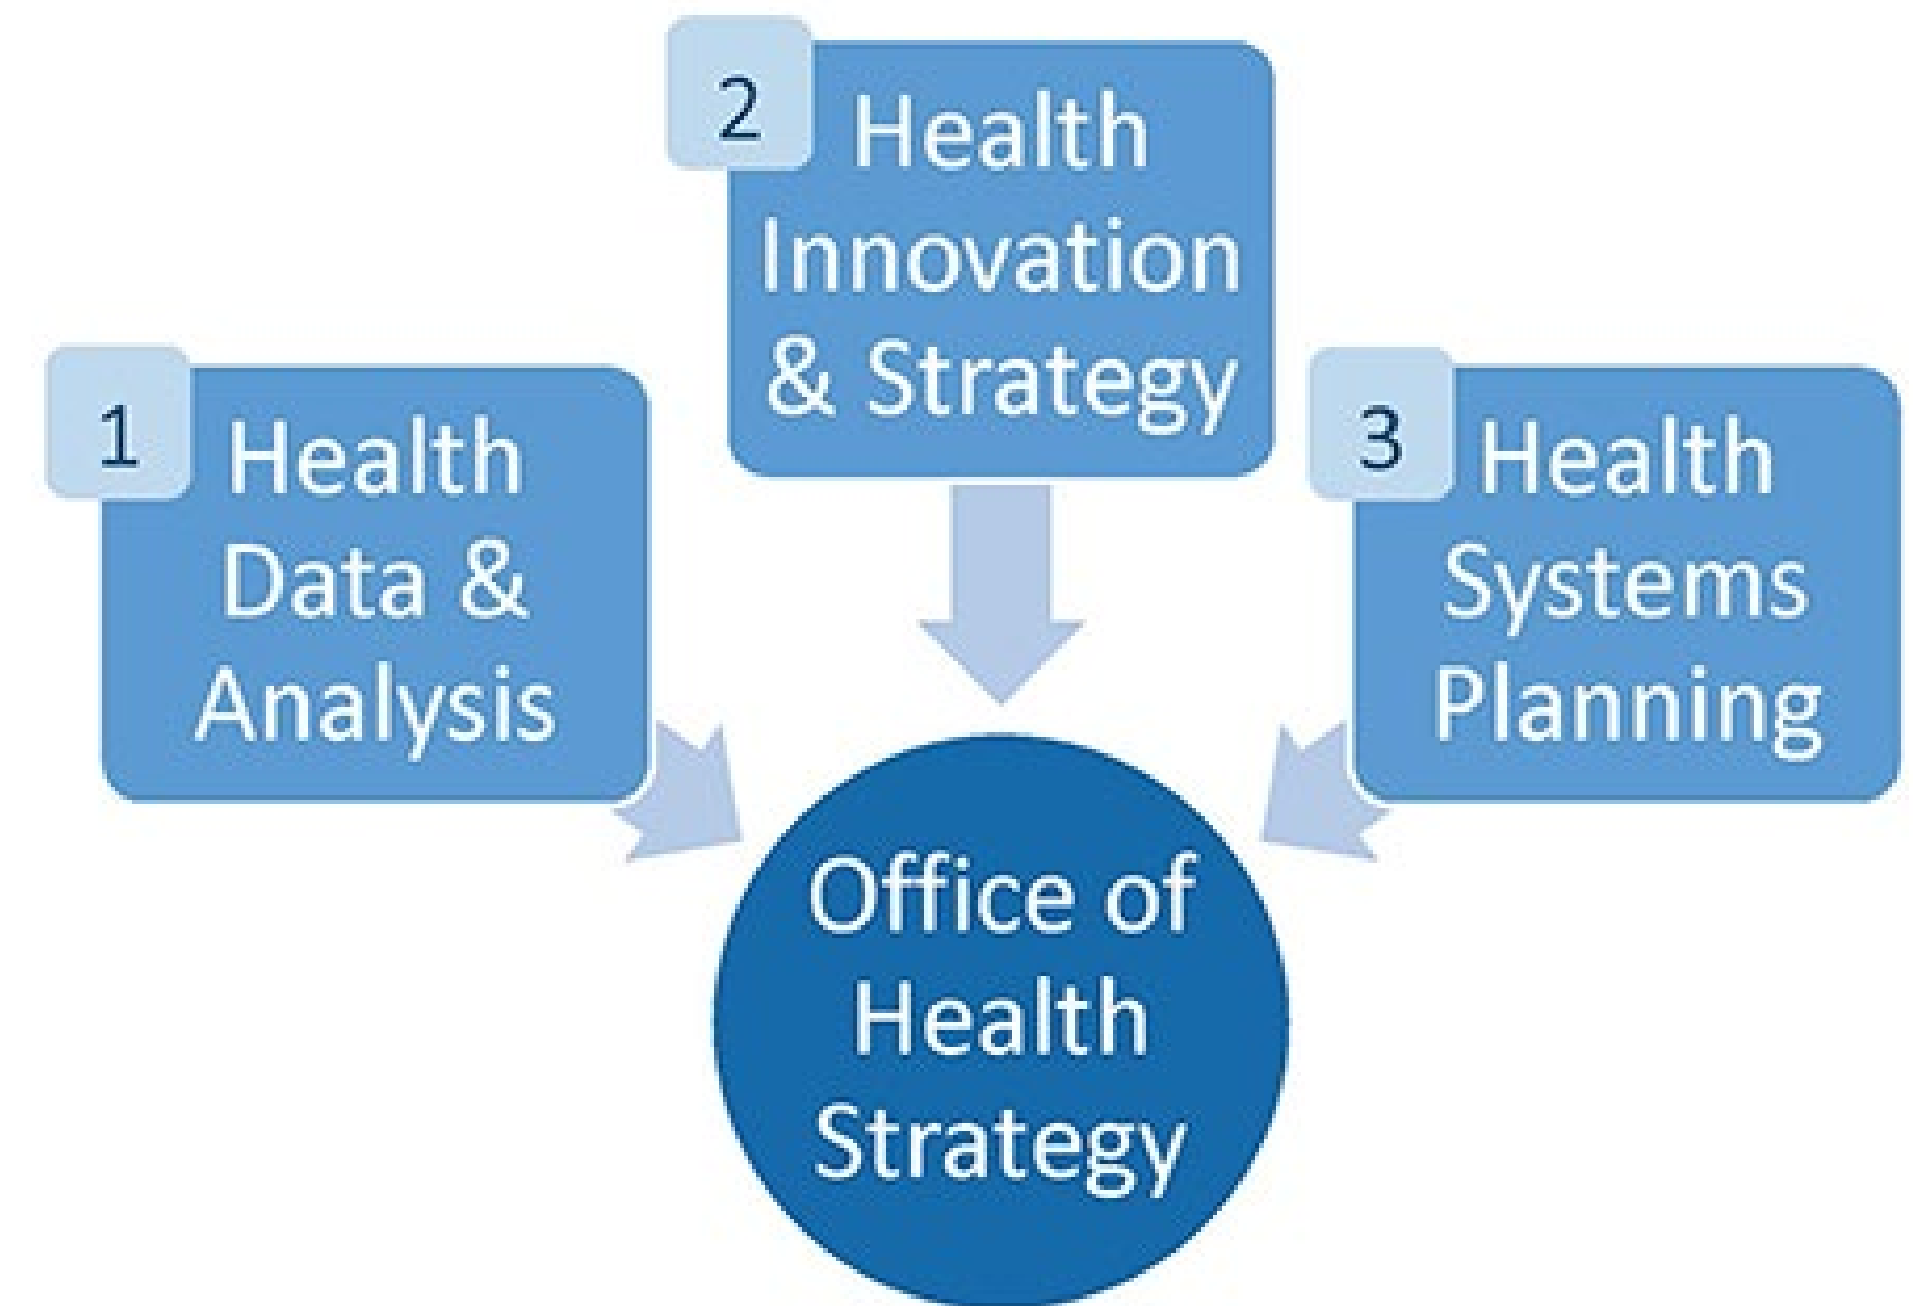 1
Health
Data &
Analysis
2
Health
Innovation
& Strategy
3
Health
Systems
Planning
Office of
Health
Strategy